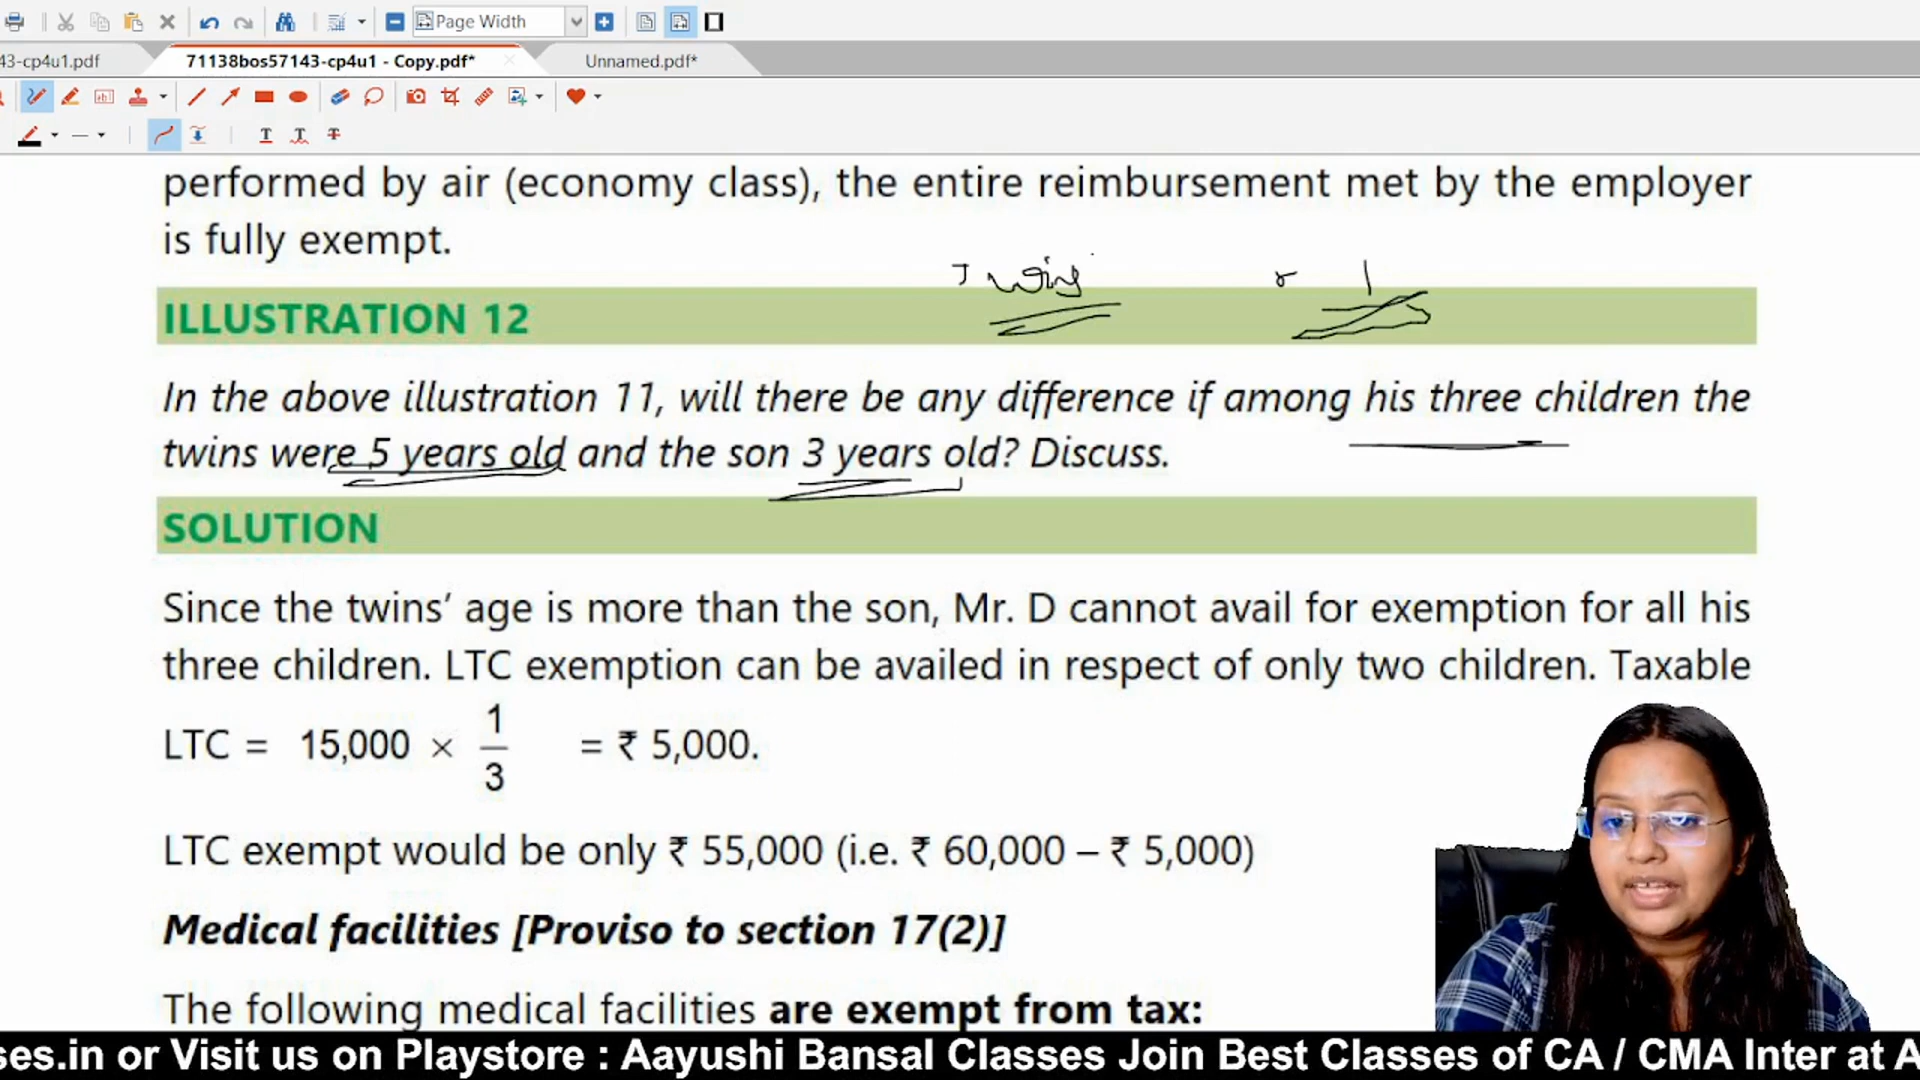 Page Width
43-cp4u1.pdf
71138bos57143-cp4u1 - Copy.pdf*
Unnamed.pdf*
performed by air (economy class), the entire reimbursement met by the employer
is fully exempt.
Twins
ILLUSTRATION 12
In the above illustration 11, will there be any difference if among his three children the
twins were 5 years old and the son 3 years old? Discuss.
SOLUTION
Since the twins’ age is more than the son, Mr. D cannot avail for exemption for all his
three children. LTC exemption can be availed in respect of only two children. Taxable
LTC = 15,000 × 1/3 = ₹ 5,000.
LTC exempt would be only ₹ 55,000 (i.e. ₹ 60,000 – ₹ 5,000)
Medical facilities [Proviso to section 17(2)]
The following medical facilities are exempt from tax:
ses.in or Visit us on Playstore : Aayushi Bansal Classes Join Best Classes of CA / CMA Inter at A